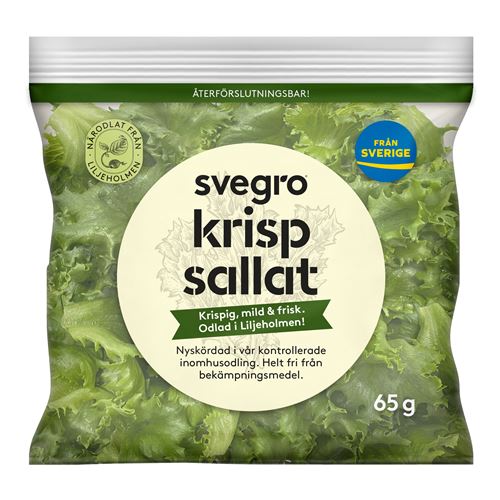 ÅTERFÖRSLUTNINGSBAR!
NÄRODLAT FRÅN
LILJEHOLMEN
FRÅN
SVERIGE
svegro
krisp
sallat
Krispig, mild & frisk.
Odlad i Liljeholmen!
Nyskördad i vår kontrollerade
inomhusodling. Helt fri från
bekämpningsmedel.
65 g